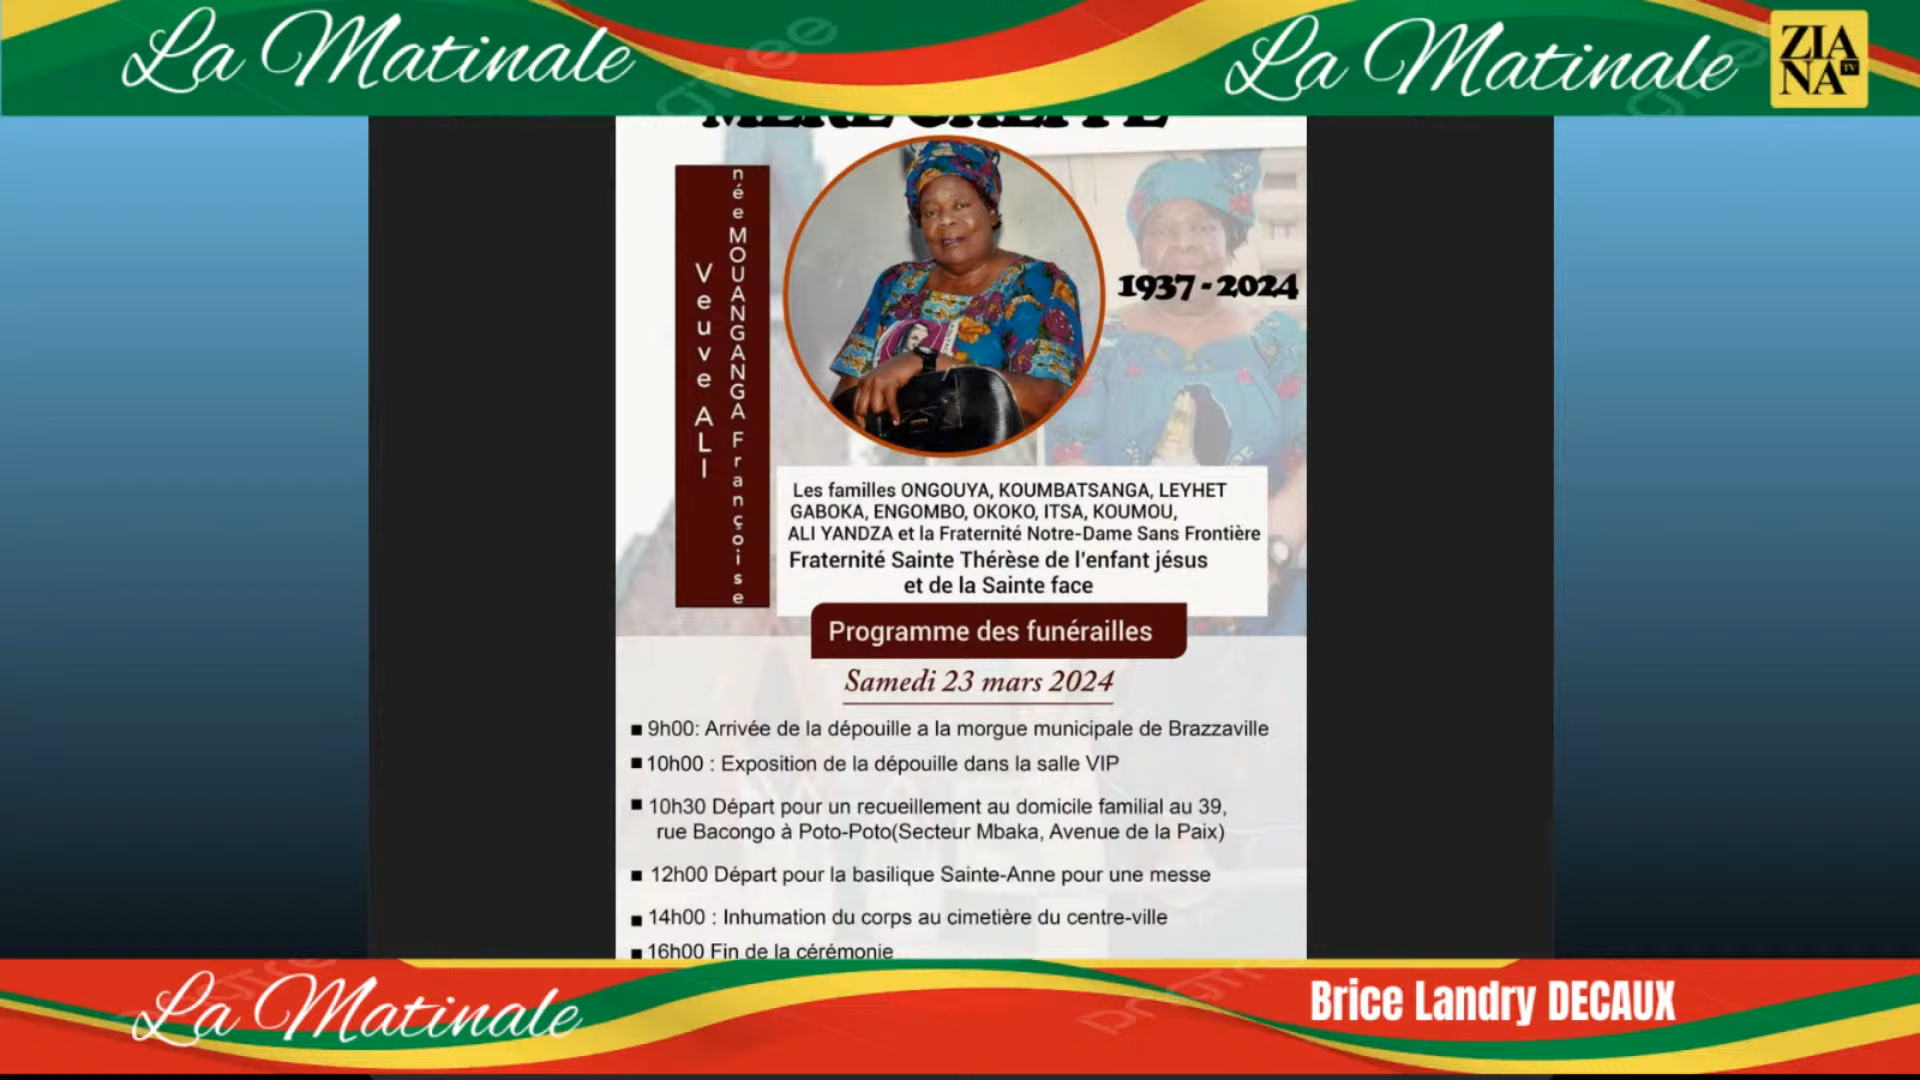 La Matinale
La Matinale
ZIA
NA TV
Veuve ALI
née MOUANGANGA Françoise
1937 - 2024
Les familles ONGOUYA, KOUMBATSANGA, LEYHET
GABOKA, ENGOMBO, OKOKO, ITSA, KOUMOU,
ALI YANDZA et la Fraternité Notre-Dame Sans Frontière
Fraternité Sainte Thérèse de l'enfant jésus
et de la Sainte face
Programme des funérailles
Samedi 23 mars 2024
9h00: Arrivée de la dépouille a la morgue municipale de Brazzaville
10h00 : Exposition de la dépouille dans la salle VIP
10h30 Départ pour un recueillement au domicile familial au 39,
rue Bacongo à Poto-Poto(Secteur Mbaka, Avenue de la Paix)
12h00 Départ pour la basilique Sainte-Anne pour une messe
14h00 : Inhumation du corps au cimetière du centre-ville
16h00 Fin de la cérémonie
La Matinale
Brice Landry DECAUX